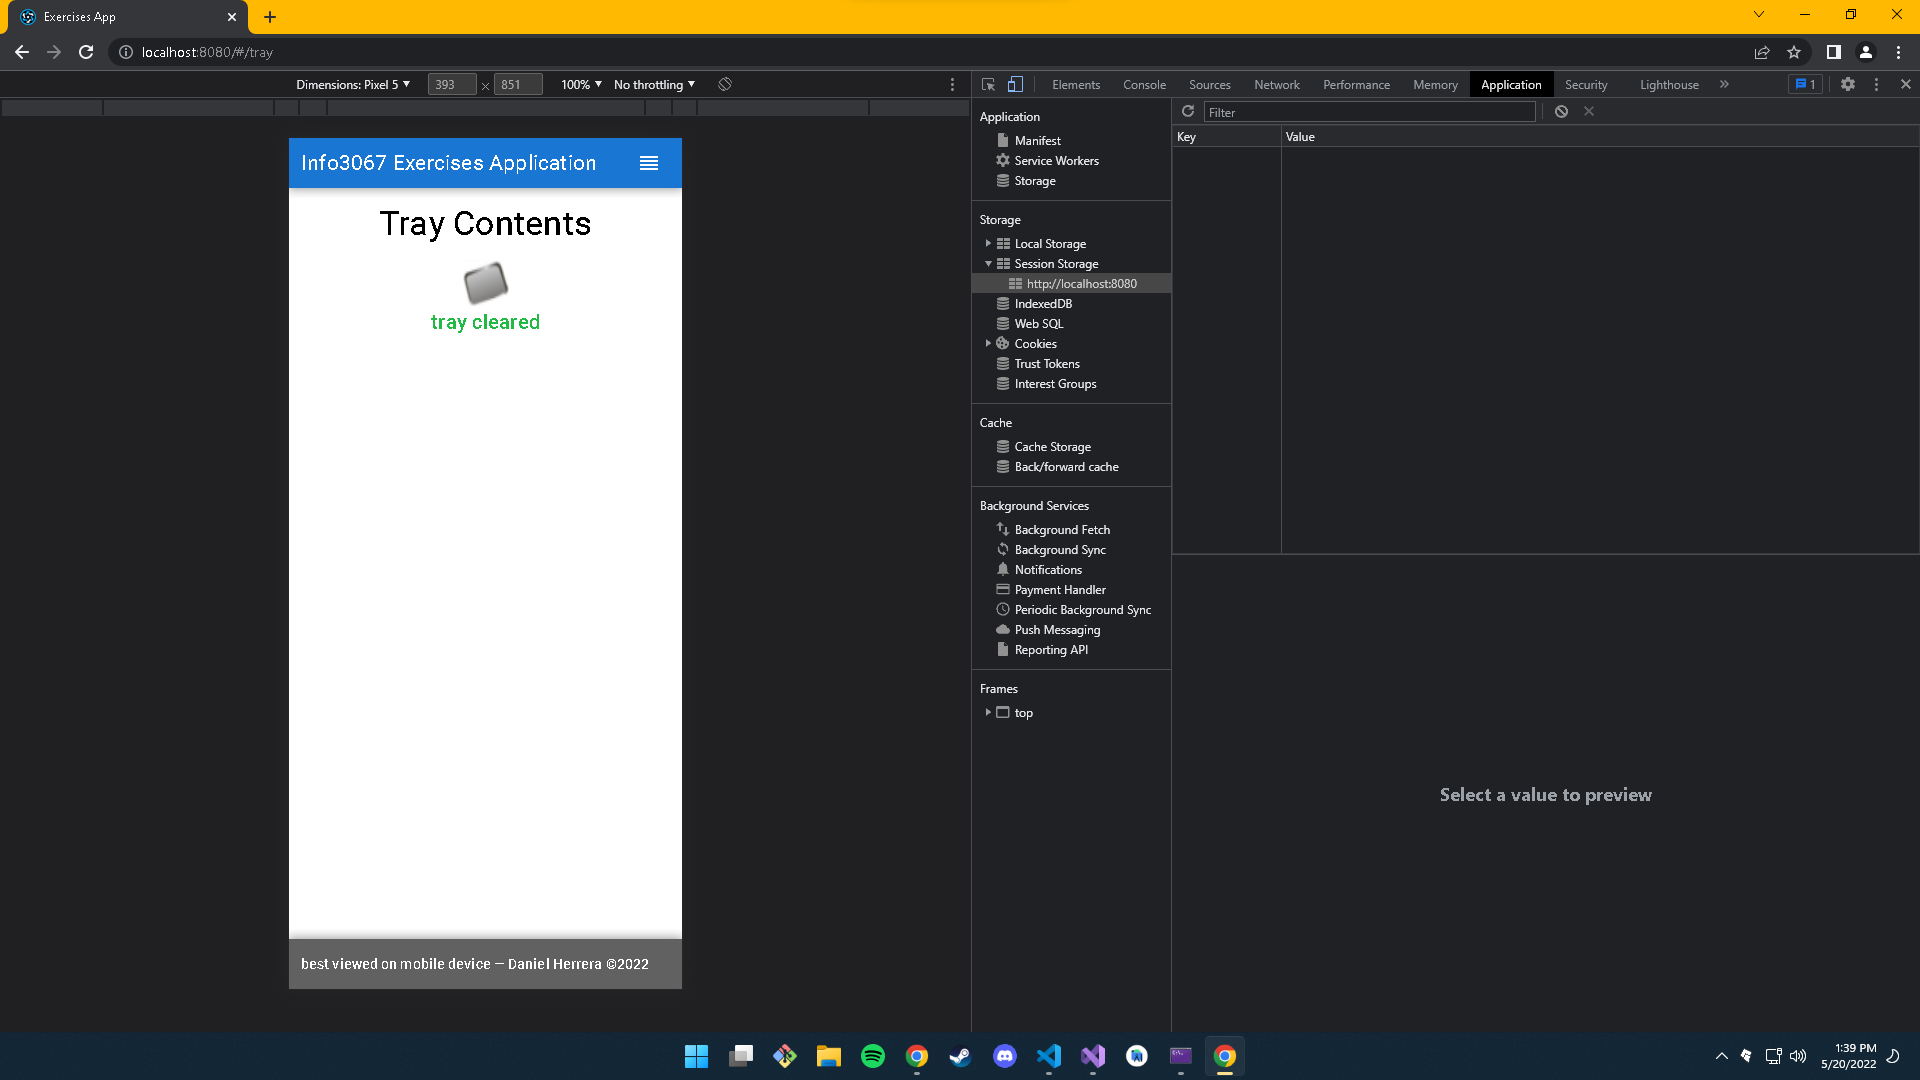 Exercises App
localhost:8080/#/tray
Dimensions: Pixel 5
393
×
851
100%
No throttling
Elements
Console
Sources
Network
Performance
Memory
Application
Security
Lighthouse
1
Info3067 Exercises Application
Tray Contents
tray cleared
best viewed on mobile device — Daniel Herrera ©2022
Application
Manifest
Service Workers
Storage
Storage
Local Storage
Session Storage
http://localhost:8080
IndexedDB
Web SQL
Cookies
Trust Tokens
Interest Groups
Cache
Cache Storage
Back/forward cache
Background Services
Background Fetch
Background Sync
Notifications
Payment Handler
Periodic Background Sync
Push Messaging
Reporting API
Frames
top
Filter
Key
Value
Select a value to preview
1:39 PM
5/20/2022